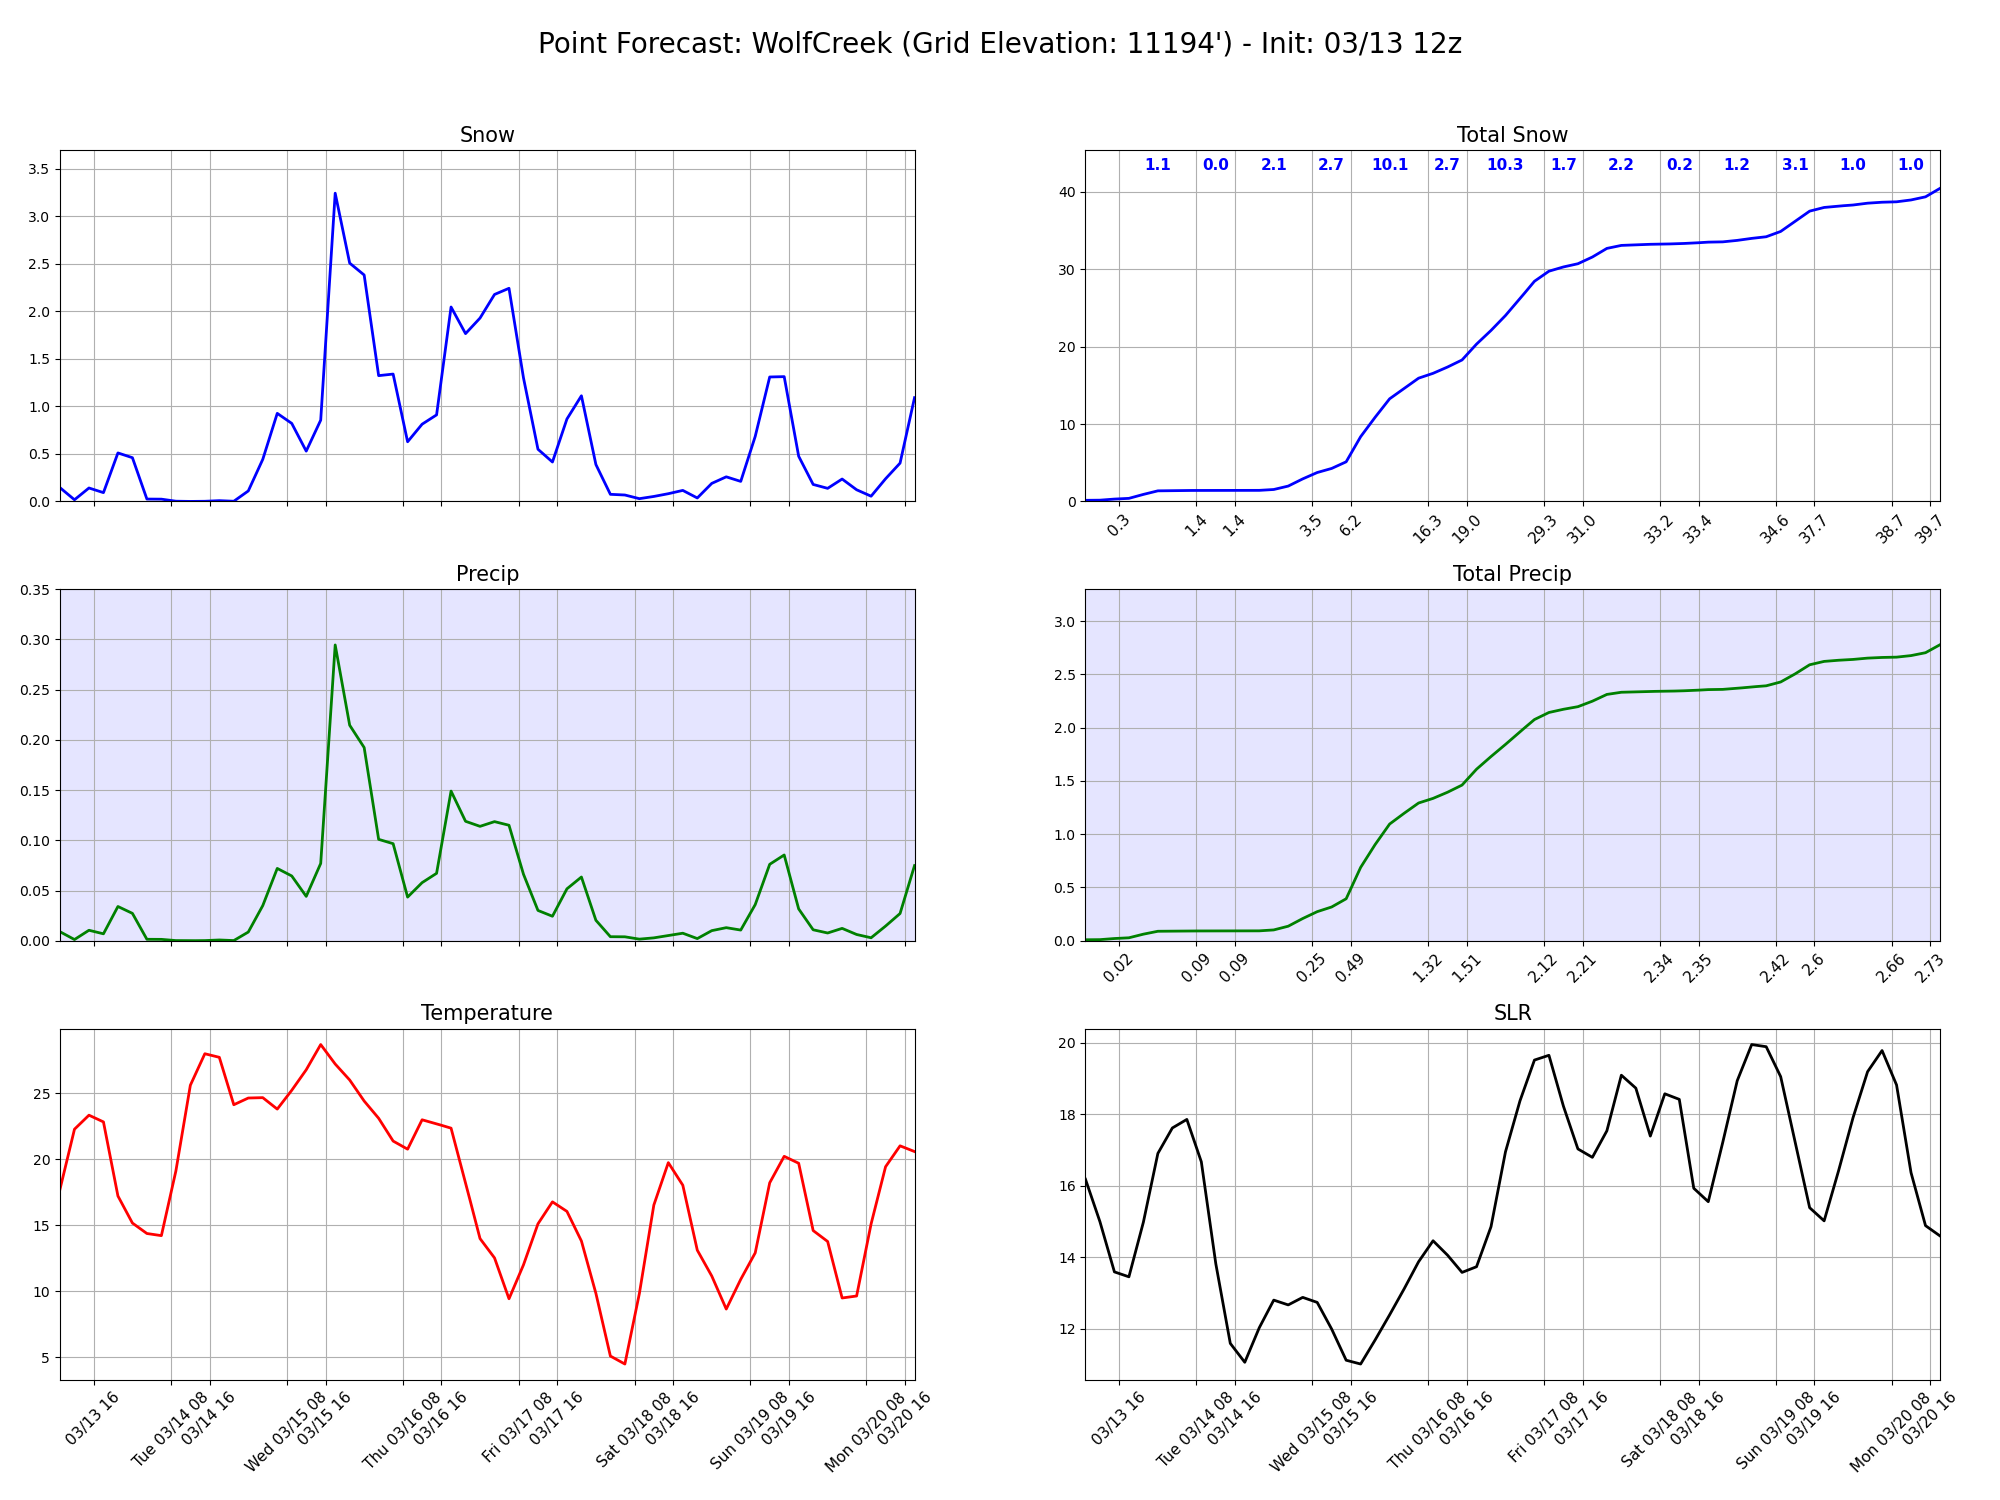 Point Forecast: WolfCreek (Grid Elevation: 11194') - Init: 03/13 12z
Snow
3.5
3.0
2.5
2.0
1.5
1.0
0.5
0.0
Total Snow
1.1 0.0 2.1 2.7 10.1 2.7 10.3 1.7 2.2 0.2 1.2 3.1 1.0 1.0
40
30
20
10
0
0.3 1.4 1.4 3.5 6.2 16.3 19.0 29.3 31.0 33.2 33.4 34.6 37.7 38.7 39.7
Precip
0.35
0.30
0.25
0.20
0.15
0.10
0.05
0.00
Total Precip
3.0
2.5
2.0
1.5
1.0
0.5
0.0
0.02 0.09 0.09 0.25 0.49 1.32 1.51 2.12 2.21 2.34 2.35 2.42 2.6 2.66 2.73
Temperature
25
20
15
10
5
03/13 16
Tue 03/14 08
03/14 16
Wed 03/15 08
03/15 16
Thu 03/16 08
03/16 16
Fri 03/17 08
03/17 16
Sat 03/18 08
03/18 16
Sun 03/19 08
03/19 16
Mon 03/20 08
03/20 16
SLR
20
18
16
14
12
03/13 16
Tue 03/14 08
03/14 16
Wed 03/15 08
03/15 16
Thu 03/16 08
03/16 16
Fri 03/17 08
03/17 16
Sat 03/18 08
03/18 16
Sun 03/19 08
03/19 16
Mon 03/20 08
03/20 16